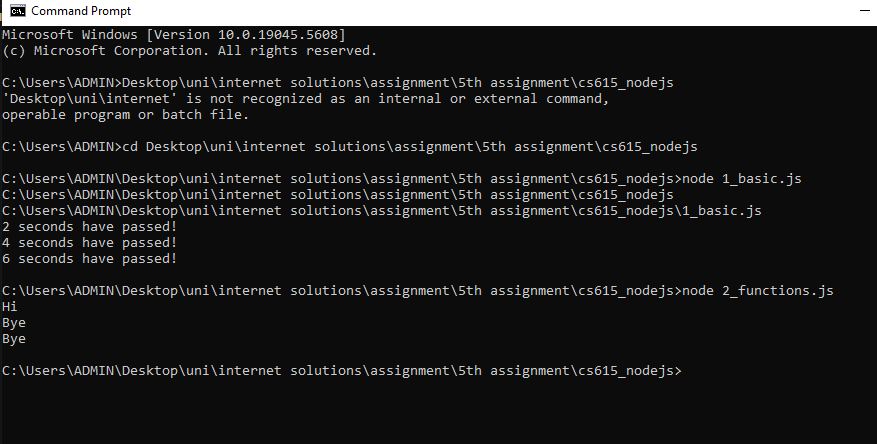 Command Prompt
Microsoft Windows [Version 10.0.19045.5608]
(c) Microsoft Corporation. All rights reserved.
C:\Users\ADMIN>Desktop\uni\internet solutions\assignment\5th assignment\cs615_nodejs
'Desktop\uni\internet' is not recognized as an internal or external command,
operable program or batch file.
C:\Users\ADMIN>cd Desktop\uni\internet solutions\assignment\5th assignment\cs615_nodejs
C:\Users\ADMIN\Desktop\uni\internet solutions\assignment\5th assignment\cs615_nodejs>node 1_basic.js
C:\Users\ADMIN\Desktop\uni\internet solutions\assignment\5th assignment\cs615_nodejs
C:\Users\ADMIN\Desktop\uni\internet solutions\assignment\5th assignment\cs615_nodejs\1_basic.js
2 seconds have passed!
4 seconds have passed!
6 seconds have passed!
C:\Users\ADMIN\Desktop\uni\internet solutions\assignment\5th assignment\cs615_nodejs>node 2_functions.js
Hi
Bye
Bye
C:\Users\ADMIN\Desktop\uni\internet solutions\assignment\5th assignment\cs615_nodejs>